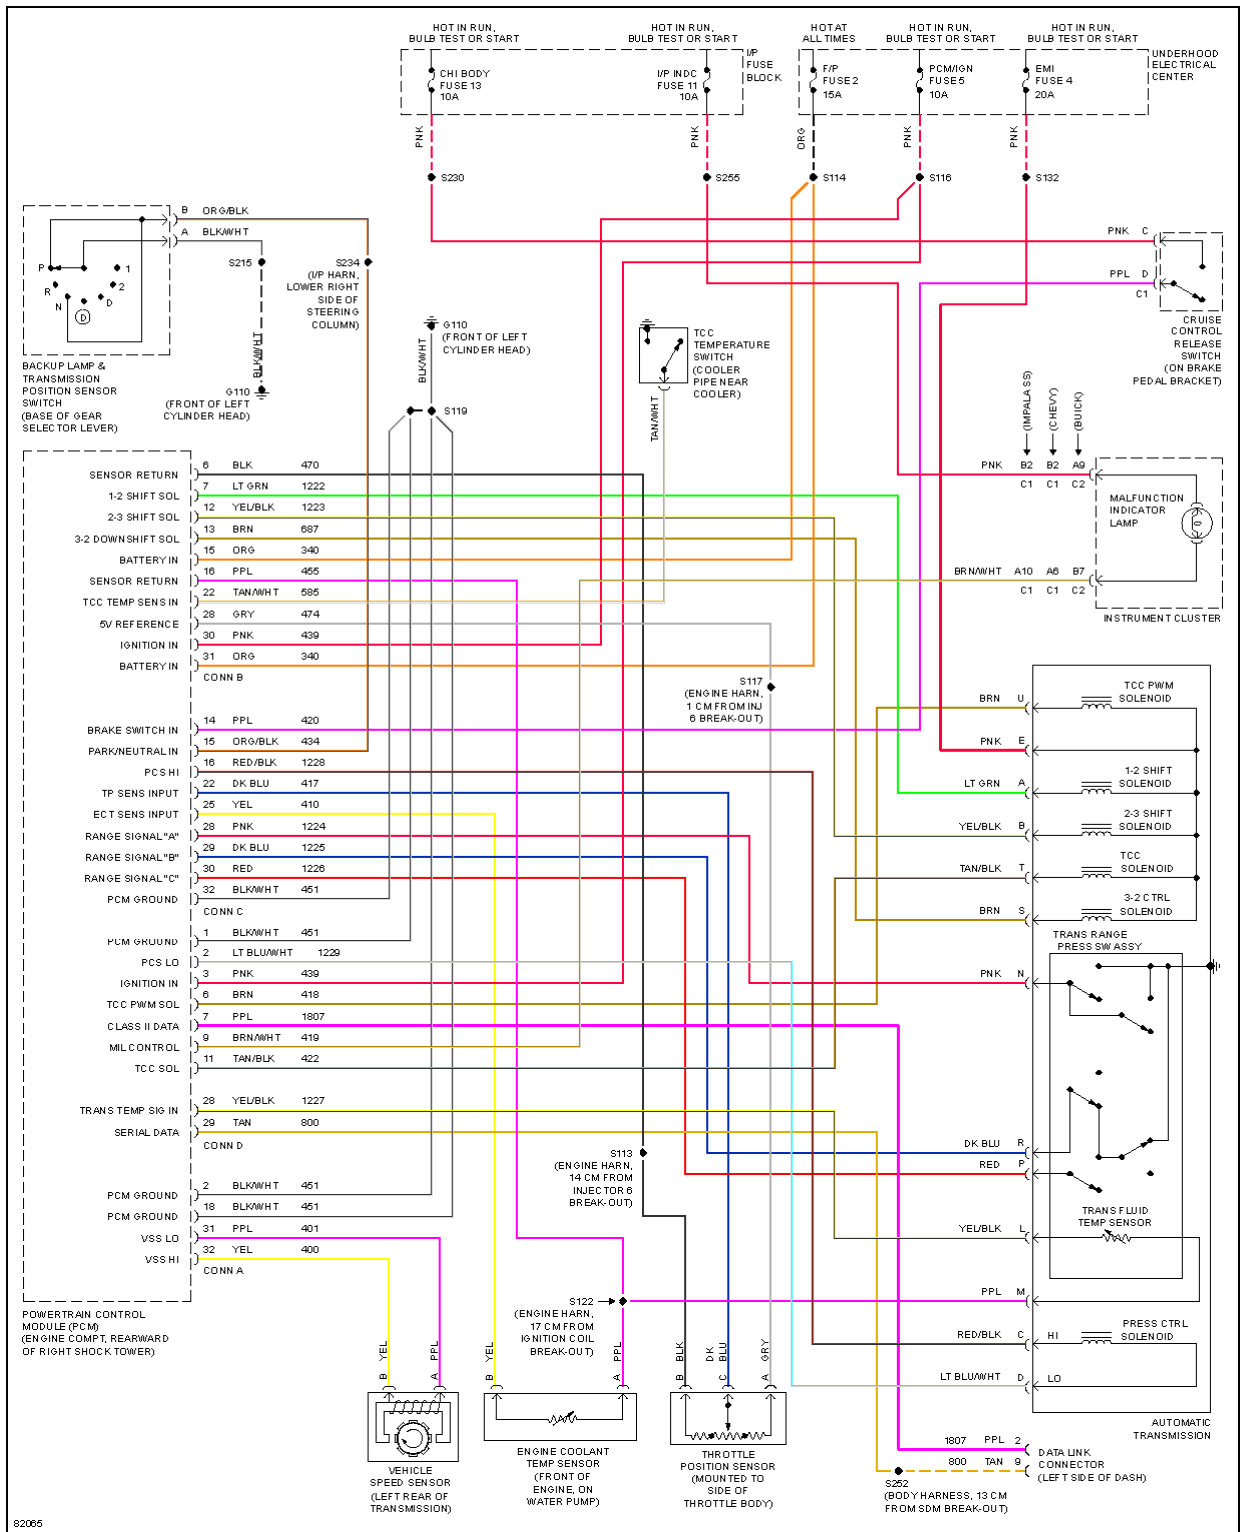 HOT IN RUN,
BULB TEST OR START
HOT IN RUN,
BULB TEST OR START
HOT AT
ALL TIMES
HOT IN RUN,
BULB TEST OR START
HOT IN RUN,
BULB TEST OR START
CHI BODY
FUSE 13
10A
I/P INDC
FUSE 11
10A
I/P
FUSE
BLOCK
F/P
FUSE 2
15A
PCM/IGN
FUSE 5
10A
EMI
FUSE 4
20A
UNDERHOOD
ELECTRICAL
CENTER
PNK
PNK
ORG
PNK
PNK
S230
S255
S114
S116
S132
B ORG/BLK
A BLK/WHT
S215
S234
(I/P HARN,
LOWER RIGHT
SIDE OF
STEERING
COLUMN)
P
R
N
D
D
2
1
BLK/WHT
G110
(FRONT OF LEFT
CYLINDER HEAD)
BACKUP LAMP &
TRANSMISSION
POSITION SENSOR
SWITCH
(BASE OF GEAR
SELECTOR LEVER)
G110
(FRONT OF LEFT
CYLINDER HEAD)
BLK/WHT
S119
TCC
TEMPERATURE
SWITCH
(COOLER
PIPE NEAR
COOLER)
TAN/WHT
PNK C
PPL D
C1
CRUISE
CONTROL
RELEASE
SWITCH
(ON BRAKE
PEDAL BRACKET)
(IMPALA SS)
(CHEVY)
(BUICK)
PNK B2 B2 A9
C1 C1 C2
MALFUNCTION
INDICATOR
LAMP
BRN/WHT A10 A6 B7
C1 C1 C2
INSTRUMENT CLUSTER
SENSOR RETURN 6 BLK 470
1-2 SHIFT SOL 7 LT GRN 1222
2-3 SHIFT SOL 12 YEL/BLK 1223
3-2 DOWNSHIFT SOL 13 BRN 687
BATTERY IN 15 ORG 340
SENSOR RETURN 16 PPL 455
TCC TEMP SENS IN 22 TAN/WHT 585
5V REFERENCE 28 GRY 474
IGNITION IN 30 PNK 439
BATTERY IN 31 ORG 340
CONN B
BRAKE SWITCH IN 14 PPL 420
PARK/NEUTRAL IN 15 ORG/BLK 434
PCS HI 16 RED/BLK 1228
TP SENS INPUT 22 DK BLU 417
ECT SENS INPUT 25 YEL 410
RANGE SIGNAL "A" 28 PNK 1224
RANGE SIGNAL "B" 29 DK BLU 1225
RANGE SIGNAL "C" 30 RED 1226
PCM GROUND 32 BLK/WHT 451
CONN C
PCM GROUND 1 BLK/WHT 451
PCS LO 2 LT BLU/WHT 1229
IGNITION IN 3 PNK 439
TCC PWM SOL 6 BRN 418
CLASS II DATA 7 PPL 1807
MIL CONTROL 9 BRN/WHT 419
TCC SOL 11 TAN/BLK 422
TRANS TEMP SIG IN 28 YEL/BLK 1227
SERIAL DATA 29 TAN 800
CONN D
PCM GROUND 2 BLK/WHT 451
PCM GROUND 18 BLK/WHT 451
VSS LO 31 PPL 401
VSS HI 32 YEL 400
CONN A
POWERTRAIN CONTROL
MODULE (PCM)
(ENGINE COMPT, REARWARD
OF RIGHT SHOCK TOWER)
S117
(ENGINE HARN,
1 CM FROM INJ
6 BREAK-OUT)
S113
(ENGINE HARN,
14 CM FROM
INJECTOR 6
BREAK-OUT)
S122
(ENGINE HARN,
17 CM FROM
IGNITION COIL
BREAK-OUT)
BRN U
TCC PWM
SOLENOID
PNK E
LT GRN A
1-2 SHIFT
SOLENOID
YEL/BLK B
2-3 SHIFT
SOLENOID
TAN/BLK T
TCC
SOLENOID
BRN S
3-2 CTRL
SOLENOID
TRANS RANGE
PRESS SW ASSY
PNK N
DK BLU R
RED P
TRANS FLUID
TEMP SENSOR
YEL/BLK L
PPL M
RED/BLK C HI
PRESS CTRL
SOLENOID
LT BLU/WHT D LO
AUTOMATIC
TRANSMISSION
1807 PPL 2
800 TAN 9
DATA LINK
CONNECTOR
(LEFT SIDE OF DASH)
S252
(BODY HARNESS, 13 CM
FROM SDM BREAK-OUT)
B YEL
A PPL
B YEL
A PPL
B BLK
C DK BLU
A GRY
VEHICLE
SPEED SENSOR
(LEFT REAR OF
TRANSMISSION)
ENGINE COOLANT
TEMP SENSOR
(FRONT OF
ENGINE, ON
WATER PUMP)
THROTTLE
POSITION SENSOR
(MOUNTED TO
SIDE OF
THROTTLE BODY)
82065